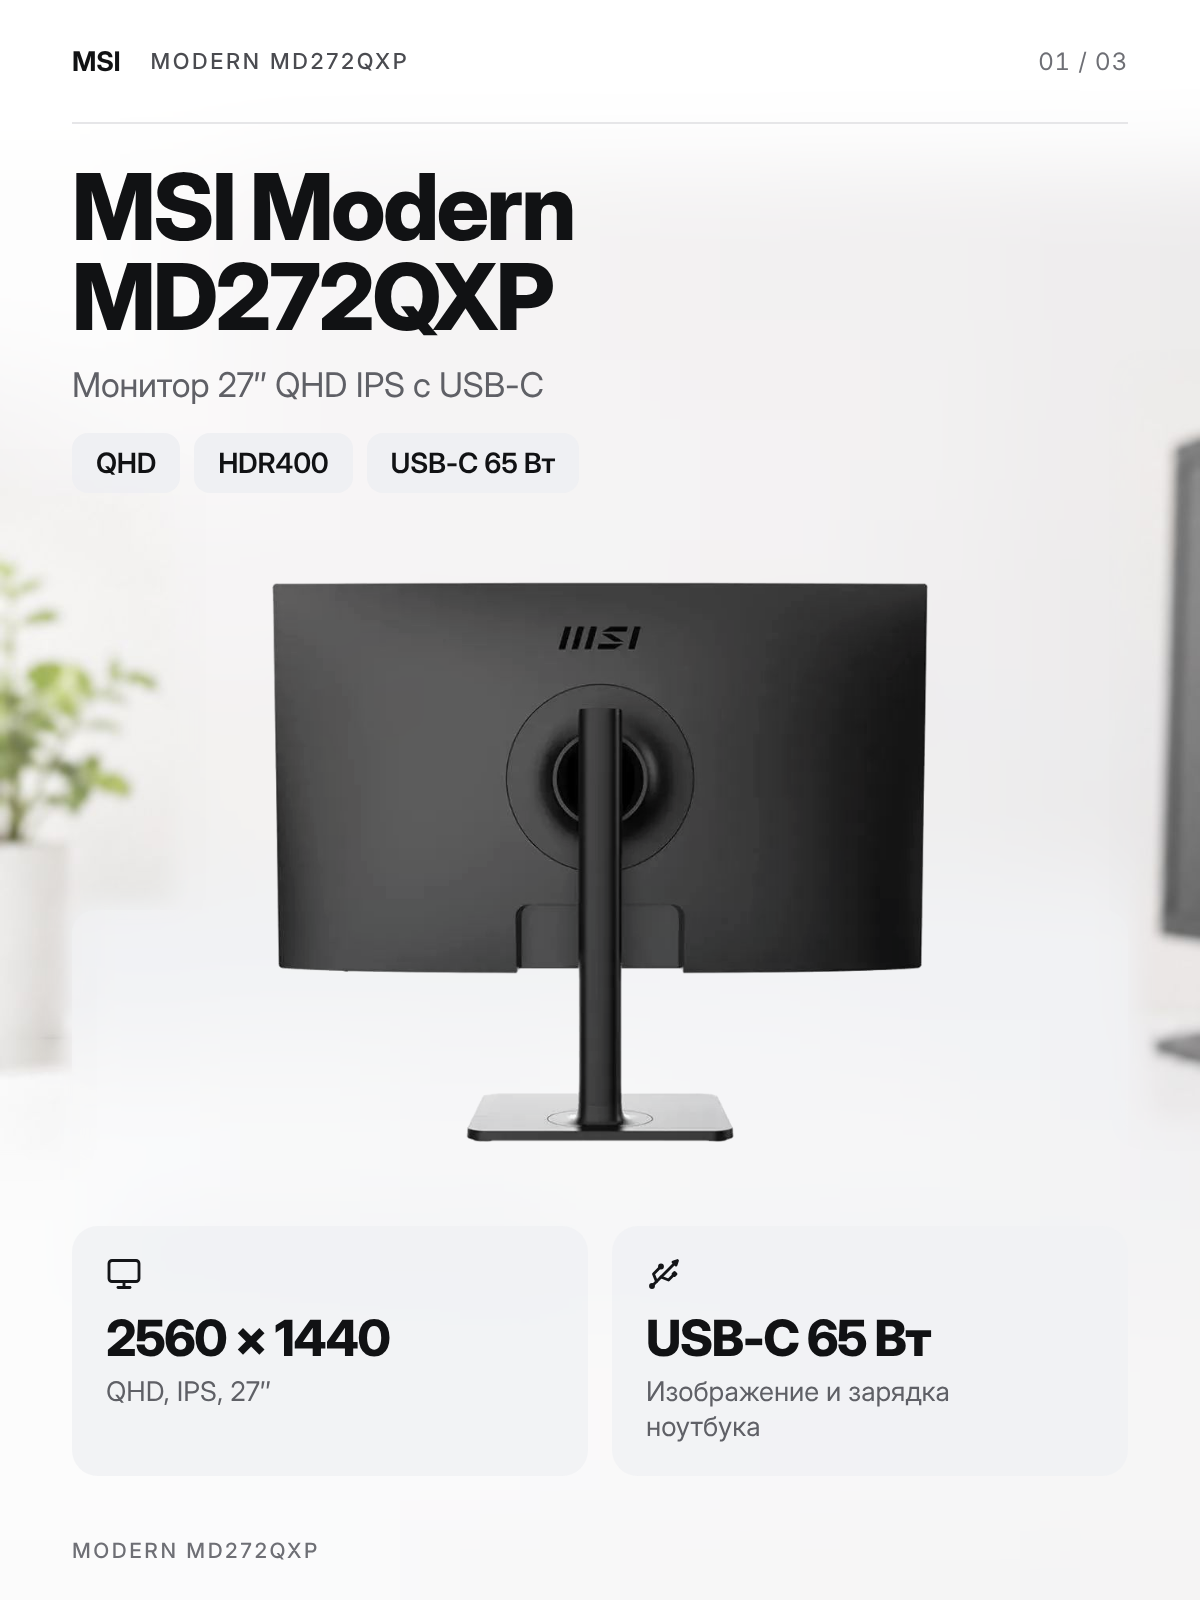 MSI MODERN MD272QXP 01 / 03
MSI Modern
MD272QXP
Монитор 27″ QHD IPS с USB-C
QHD HDR400 USB-C 65 Вт
MSI
2560 × 1440
QHD, IPS, 27″
USB-C 65 Вт
Изображение и зарядка
ноутбука
MODERN MD272QXP